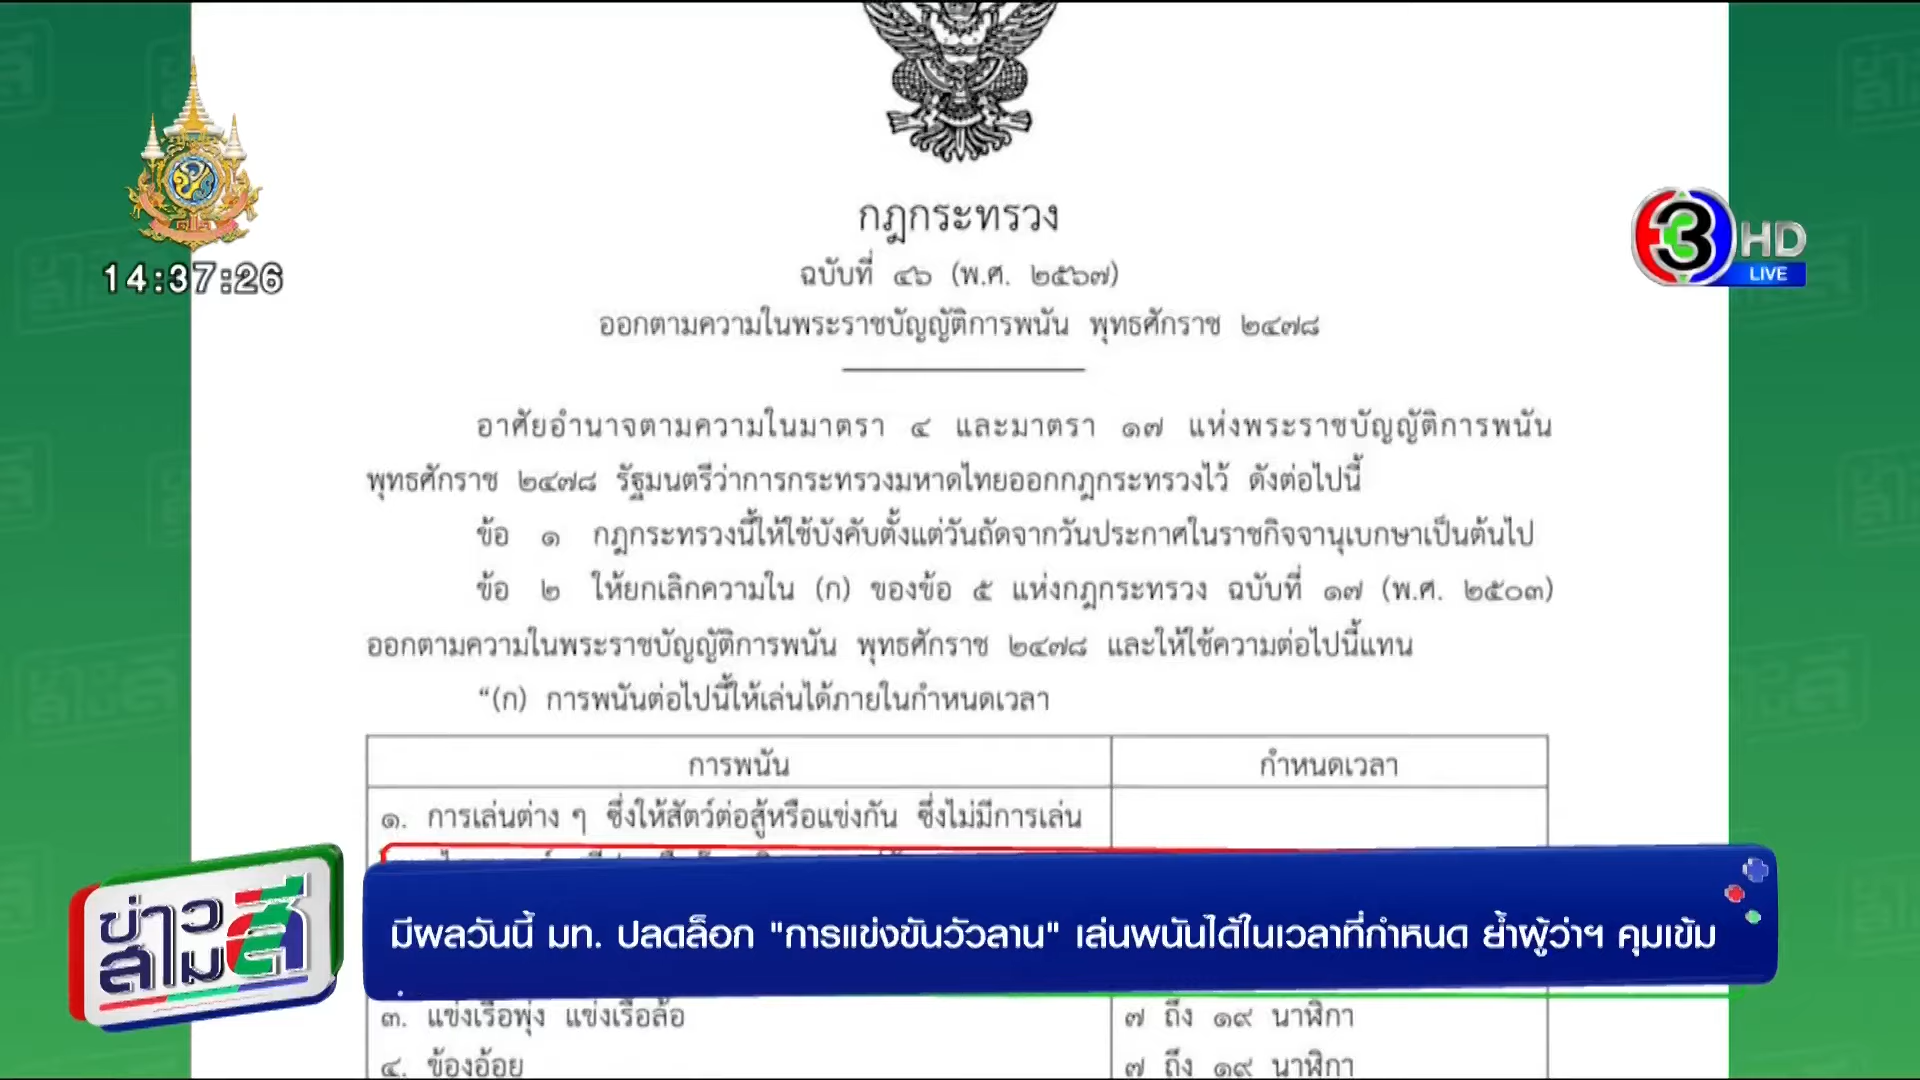 กฎกระทรวง
ฉบับที่ ๔๖ (พ.ศ. ๒๕๖๗)
ออกตามความในพระราชบัญญัติการพนัน พุทธศักราช ๒๔๗๘
14:37:26
3 HD
LIVE
อาศัยอำนาจตามความในมาตรา ๔ และมาตรา ๑๗ แห่งพระราชบัญญัติการพนัน
พุทธศักราช ๒๔๗๘ รัฐมนตรีว่าการกระทรวงมหาดไทยออกกฎกระทรวงไว้ ดังต่อไปนี้
ข้อ ๑ กฎกระทรวงนี้ให้ใช้บังคับตั้งแต่วันถัดจากวันประกาศในราชกิจจานุเบกษาเป็นต้นไป
ข้อ ๒ ให้ยกเลิกความใน (ก) ของข้อ ๕ แห่งกฎกระทรวง ฉบับที่ ๑๗ (พ.ศ. ๒๕๐๓)
ออกตามความในพระราชบัญญัติการพนัน พุทธศักราช ๒๔๗๘ และให้ใช้ความต่อไปนี้แทน
“(ก) การพนันต่อไปนี้ให้เล่นได้ภายในกำหนดเวลา
การพนัน กำหนดเวลา
๑. การเล่นต่าง ๆ ซึ่งให้สัตว์ต่อสู้หรือแข่งกัน ซึ่งไม่มีการเล่น
ข่าว
สามสี
มีผลวันนี้ มท. ปลดล็อก "การแข่งขันวัวลาน" เล่นพนันได้ในเวลาที่กำหนด ย้ำผู้ว่าฯ คุมเข้ม
๓. แข่งเรือพุ่ง แข่งเรือล้อ ๗ ถึง ๑๙ นาฬิกา
๔. ข้องอ้อย ๗ ถึง ๑๙ นาฬิกา